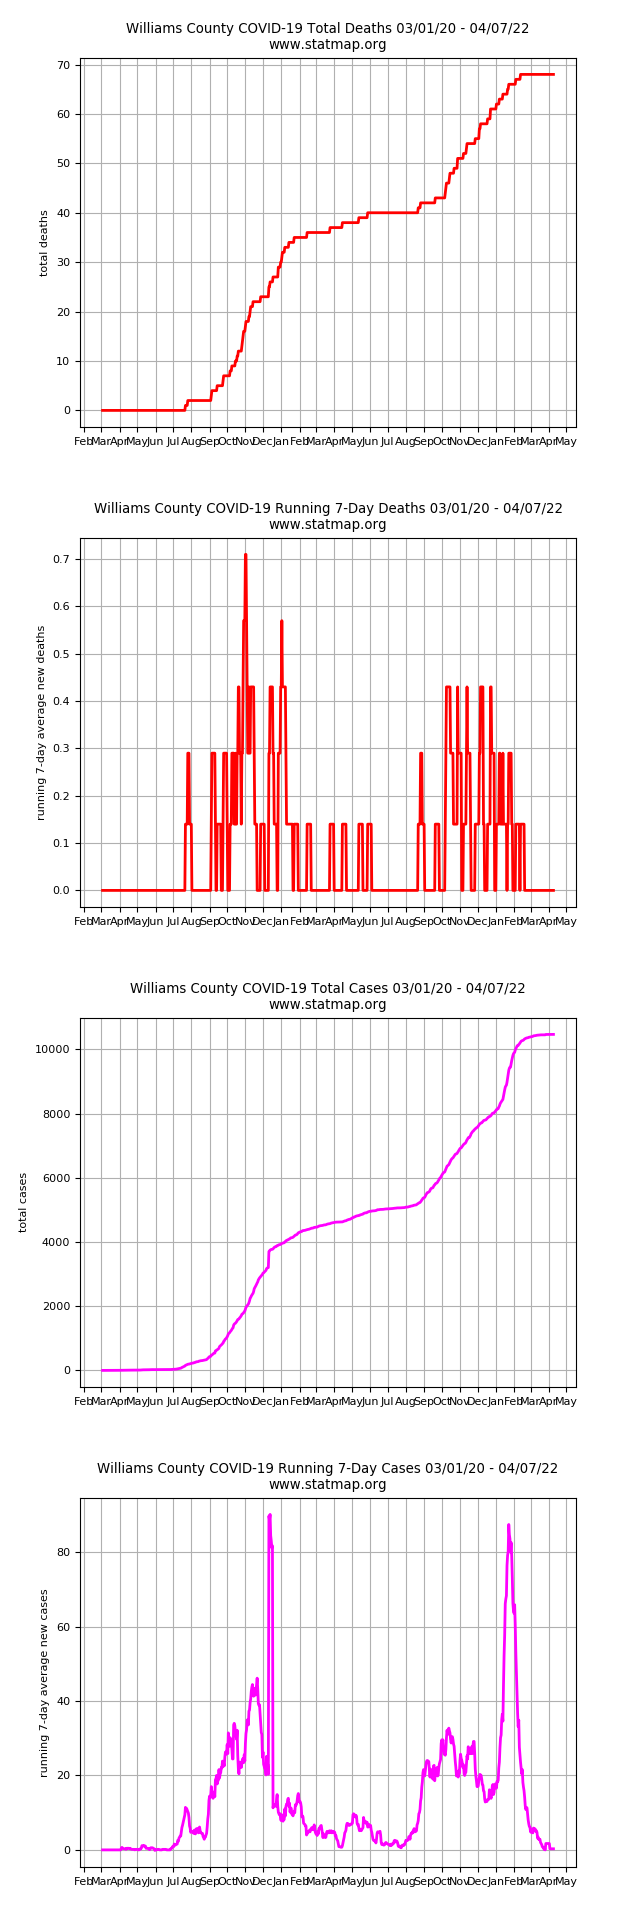 Williams County COVID-19 Total Deaths 03/01/20 - 04/07/22
www.statmap.org
70
60
50
40
30
20
10
0
total deaths
Feb Mar Apr May Jun Jul Aug Sep Oct Nov Dec Jan Feb Mar Apr May Jun Jul Aug Sep Oct Nov Dec Jan Feb Mar Apr May
Williams County COVID-19 Running 7-Day Deaths 03/01/20 - 04/07/22
www.statmap.org
0.7
0.6
0.5
0.4
0.3
0.2
0.1
0.0
running 7-day average new deaths
Feb Mar Apr May Jun Jul Aug Sep Oct Nov Dec Jan Feb Mar Apr May Jun Jul Aug Sep Oct Nov Dec Jan Feb Mar Apr May
Williams County COVID-19 Total Cases 03/01/20 - 04/07/22
www.statmap.org
10000
8000
6000
4000
2000
0
total cases
Feb Mar Apr May Jun Jul Aug Sep Oct Nov Dec Jan Feb Mar Apr May Jun Jul Aug Sep Oct Nov Dec Jan Feb Mar Apr May
Williams County COVID-19 Running 7-Day Cases 03/01/20 - 04/07/22
www.statmap.org
80
60
40
20
0
running 7-day average new cases
Feb Mar Apr May Jun Jul Aug Sep Oct Nov Dec Jan Feb Mar Apr May Jun Jul Aug Sep Oct Nov Dec Jan Feb Mar Apr May